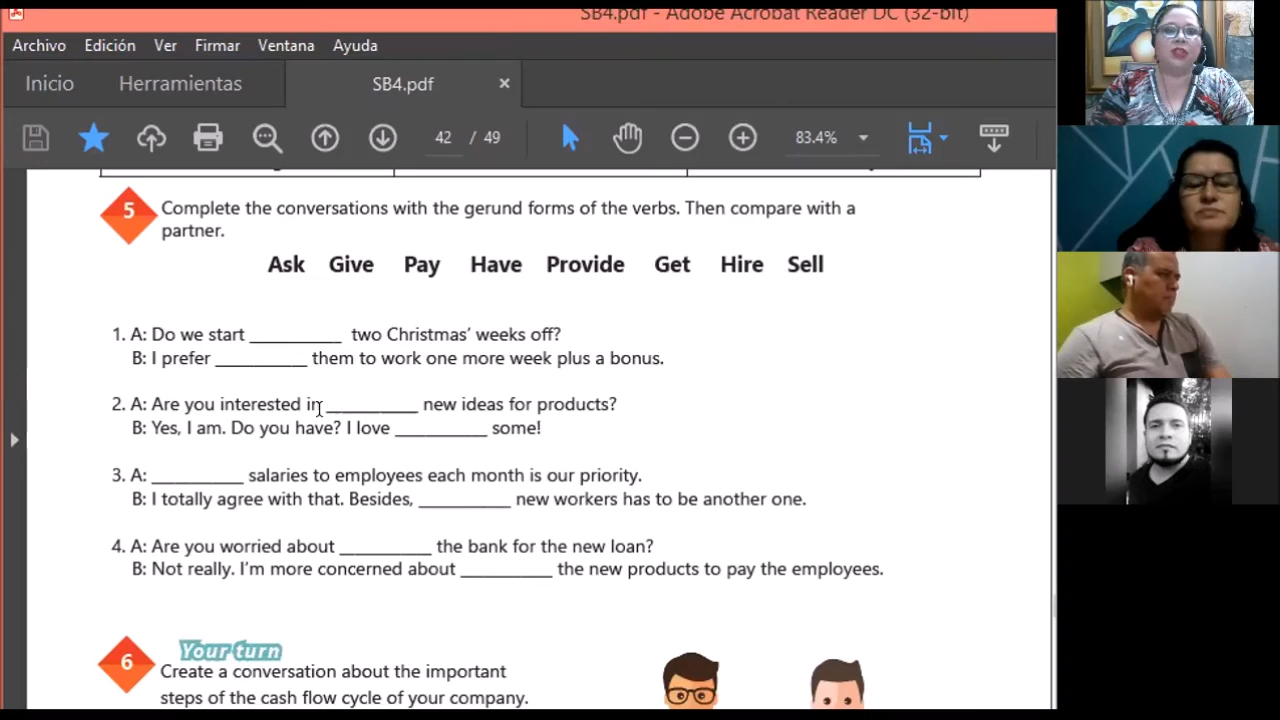 SB4.pdf - Adobe Acrobat Reader DC (32-bit)
Archivo Edición Ver Firmar Ventana Ayuda
Inicio Herramientas SB4.pdf ×
42 / 49 83.4%
5 Complete the conversations with the gerund forms of the verbs. Then compare with a
partner.
Ask Give Pay Have Provide Get Hire Sell
1. A: Do we start __________ two Christmas' weeks off?
B: I prefer __________ them to work one more week plus a bonus.
2. A: Are you interested in __________ new ideas for products?
B: Yes, I am. Do you have? I love __________ some!
3. A: __________ salaries to employees each month is our priority.
B: I totally agree with that. Besides, __________ new workers has to be another one.
4. A: Are you worried about __________ the bank for the new loan?
B: Not really. I'm more concerned about __________ the new products to pay the employees.
6 Your turn
Create a conversation about the important
steps of the cash flow cycle of your company.